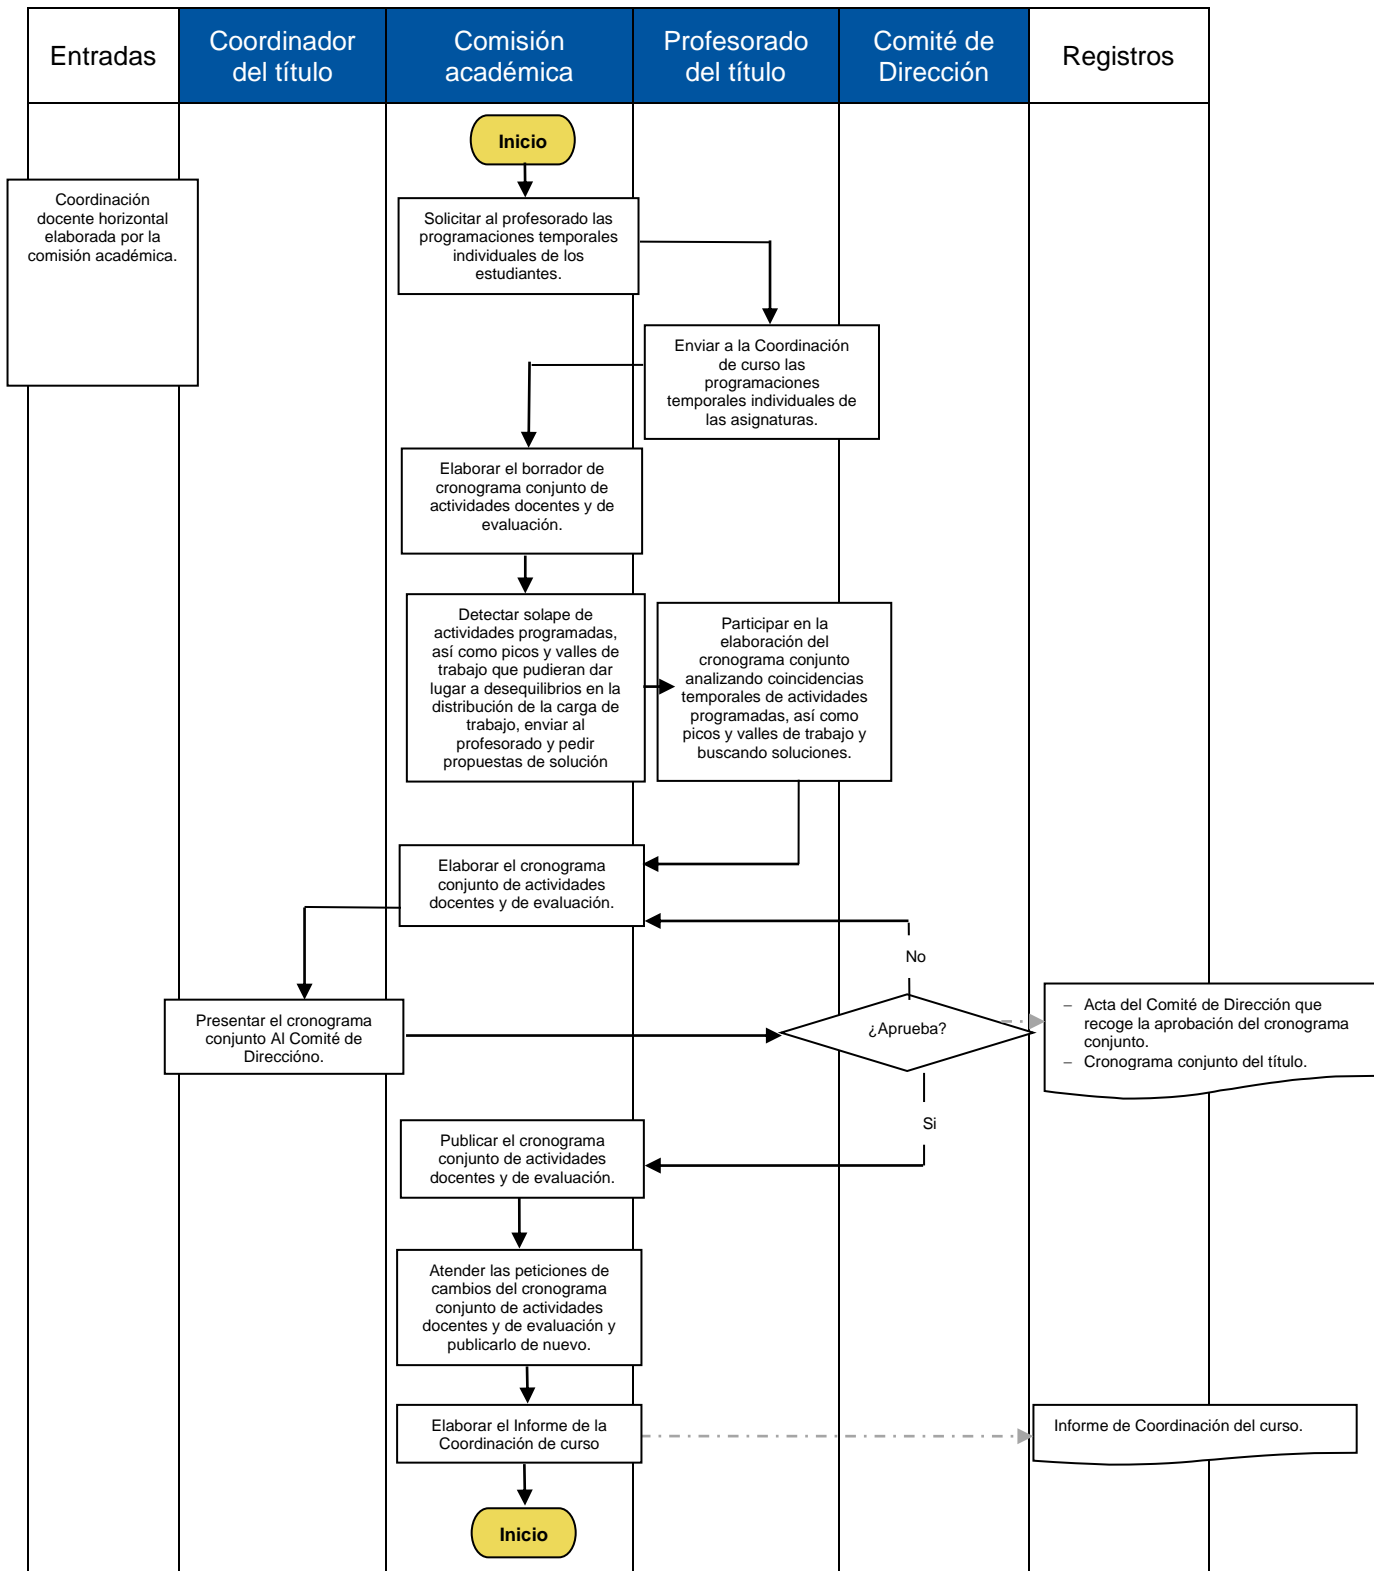 Entradas
Coordinador
del título
Comisión
académica
Profesorado
del título
Comité de
Dirección
Registros
Inicio
Coordinación
docente horizontal
elaborada por la
comisión académica.
Solicitar al profesorado las
programaciones temporales
individuales de los
estudiantes.
Enviar a la Coordinación
de curso las
programaciones
temporales individuales de
las asignaturas.
Elaborar el borrador de
cronograma conjunto de
actividades docentes y de
evaluación.
Detectar solape de
actividades programadas,
así como picos y valles de
trabajo que pudieran dar
lugar a desequilibrios en la
distribución de la carga de
trabajo, enviar al
profesorado y pedir
propuestas de solución
Participar en la
elaboración del
cronograma conjunto
analizando coincidencias
temporales de actividades
programadas, así como
picos y valles de trabajo y
buscando soluciones.
Elaborar el cronograma
conjunto de actividades
docentes y de evaluación.
No
Presentar el cronograma
conjunto Al Comité de
Direccióno.
¿Aprueba?
– Acta del Comité de Dirección que
recoge la aprobación del cronograma
conjunto.
– Cronograma conjunto del título.
Si
Publicar el cronograma
conjunto de actividades
docentes y de evaluación.
Atender las peticiones de
cambios del cronograma
conjunto de actividades
docentes y de evaluación y
publicarlo de nuevo.
Elaborar el Informe de la
Coordinación de curso
Informe de Coordinación del curso.
Inicio